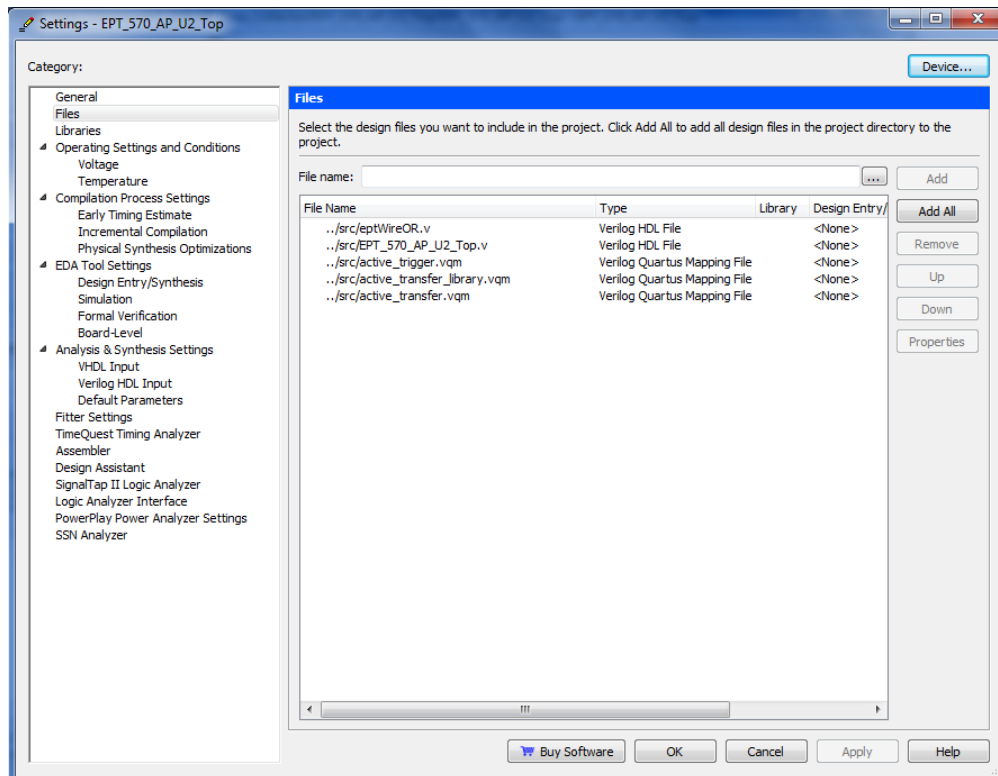 Settings - EPT_570_AP_U2_Top
Category:
Device...
General
Files
Libraries
Operating Settings and Conditions
Voltage
Temperature
Compilation Process Settings
Early Timing Estimate
Incremental Compilation
Physical Synthesis Optimizations
EDA Tool Settings
Design Entry/Synthesis
Simulation
Formal Verification
Board-Level
Analysis & Synthesis Settings
VHDL Input
Verilog HDL Input
Default Parameters
Fitter Settings
TimeQuest Timing Analyzer
Assembler
Design Assistant
SignalTap II Logic Analyzer
Logic Analyzer Interface
PowerPlay Power Analyzer Settings
SSN Analyzer
Files
Select the design files you want to include in the project. Click Add All to add all design files in the project directory to the
project.
File name: ... Add
File Name Type Library Design Entry/
../src/eptWireOR.v Verilog HDL File <None>
../src/EPT_570_AP_U2_Top.v Verilog HDL File <None>
../src/active_trigger.vqm Verilog Quartus Mapping File <None>
../src/active_transfer_library.vqm Verilog Quartus Mapping File <None>
../src/active_transfer.vqm Verilog Quartus Mapping File <None>
Add All
Remove
Up
Down
Properties
Buy Software OK Cancel Apply Help